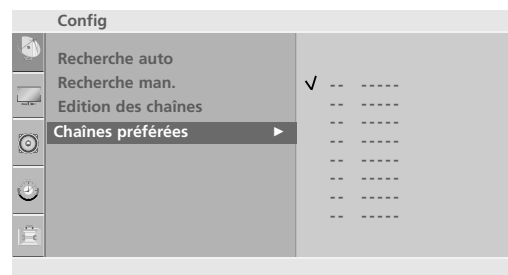 Config
Recherche auto
Recherche man.
Edition des chaînes
Chaînes préférées ►
√ -- -----
-- -----
-- -----
-- -----
-- -----
-- -----
-- -----
-- -----